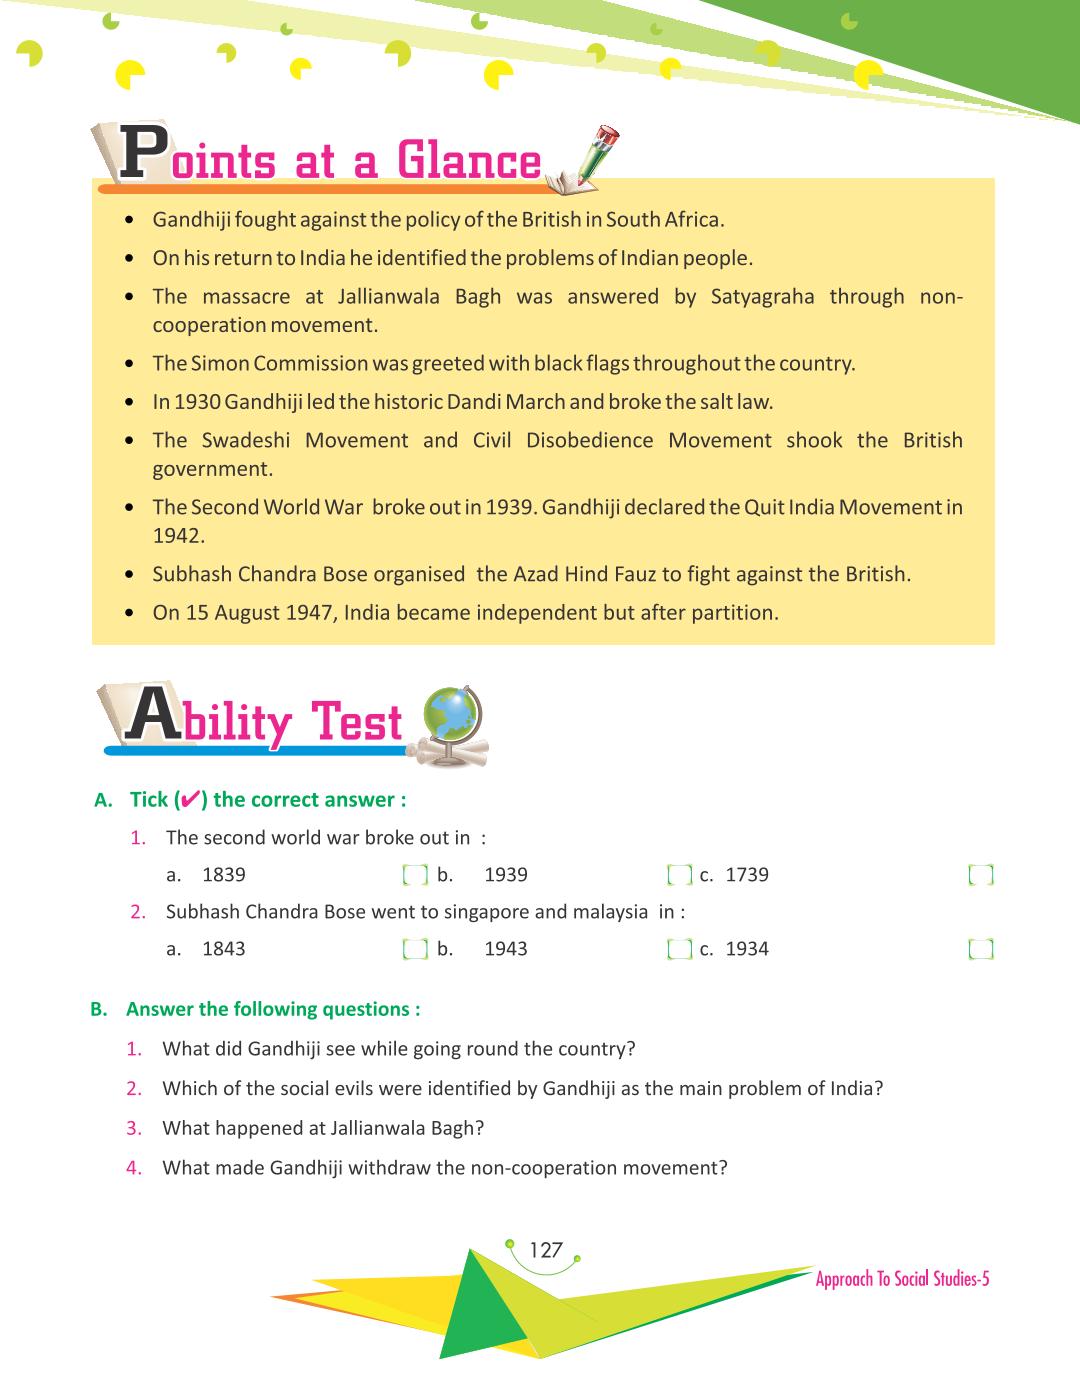 Points at a Glance
• Gandhiji fought against the policy of the British in South Africa.
• On his return to India he identified the problems of Indian people.
• The massacre at Jallianwala Bagh was answered by Satyagraha through non-
cooperation movement.
• The Simon Commission was greeted with black flags throughout the country.
• In 1930 Gandhiji led the historic Dandi March and broke the salt law.
• The Swadeshi Movement and Civil Disobedience Movement shook the British
government.
• The Second World War broke out in 1939. Gandhiji declared the Quit India Movement in
1942.
• Subhash Chandra Bose organised the Azad Hind Fauz to fight against the British.
• On 15 August 1947, India became independent but after partition.
Ability Test
A. Tick (✔) the correct answer :
1. The second world war broke out in :
a. 1839 b. 1939 c. 1739
2. Subhash Chandra Bose went to singapore and malaysia in :
a. 1843 b. 1943 c. 1934
B. Answer the following questions :
1. What did Gandhiji see while going round the country?
2. Which of the social evils were identified by Gandhiji as the main problem of India?
3. What happened at Jallianwala Bagh?
4. What made Gandhiji withdraw the non-cooperation movement?
127
Approach To Social Studies-5